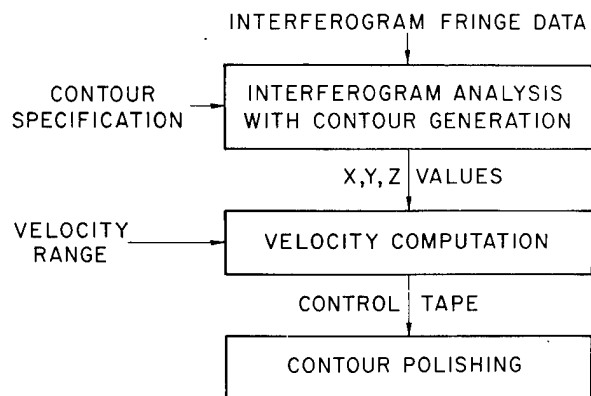 INTERFEROGRAM FRINGE DATA
CONTOUR
SPECIFICATION
INTERFEROGRAM ANALYSIS
WITH CONTOUR GENERATION
X,Y,Z VALUES
VELOCITY
RANGE
VELOCITY COMPUTATION
CONTROL TAPE
CONTOUR POLISHING